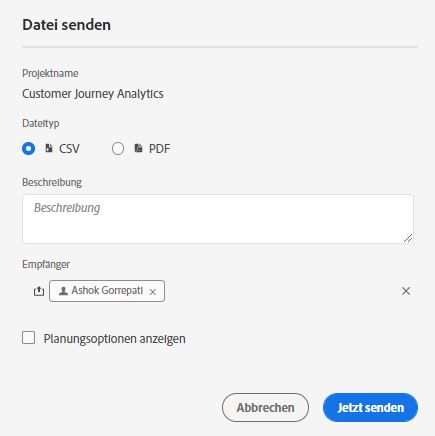 Datei senden
Projektname
Customer Journey Analytics
Dateityp
CSV PDF
Beschreibung
Beschreibung
Empfänger
Ashok Gorrepati
Planungsoptionen anzeigen
Abbrechen Jetzt senden